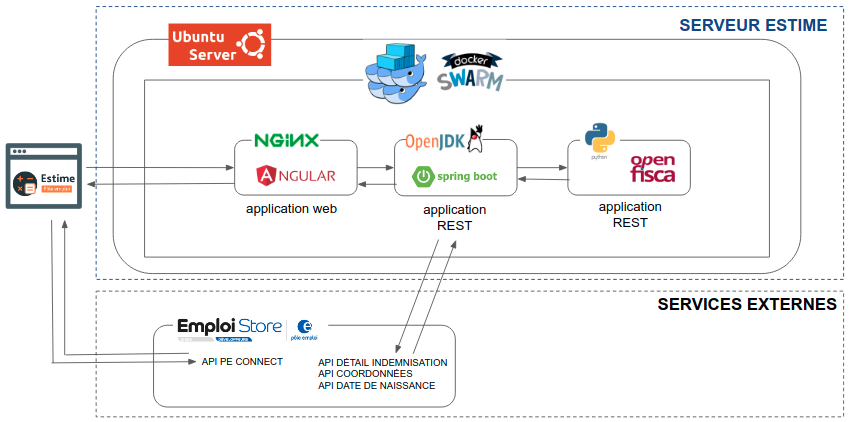 SERVEUR ESTIME
Ubuntu
Server
docker
SWARM
NGiNX
ANGULAR
OpenJDK
spring boot
python
open
fisca
Estime
application web
application
REST
application
REST
SERVICES EXTERNES
Emploi Store
DÉVELOPPEURS
pôle emploi
API PE CONNECT
API DÉTAIL INDEMNISATION
API COORDONNÉES
API DATE DE NAISSANCE